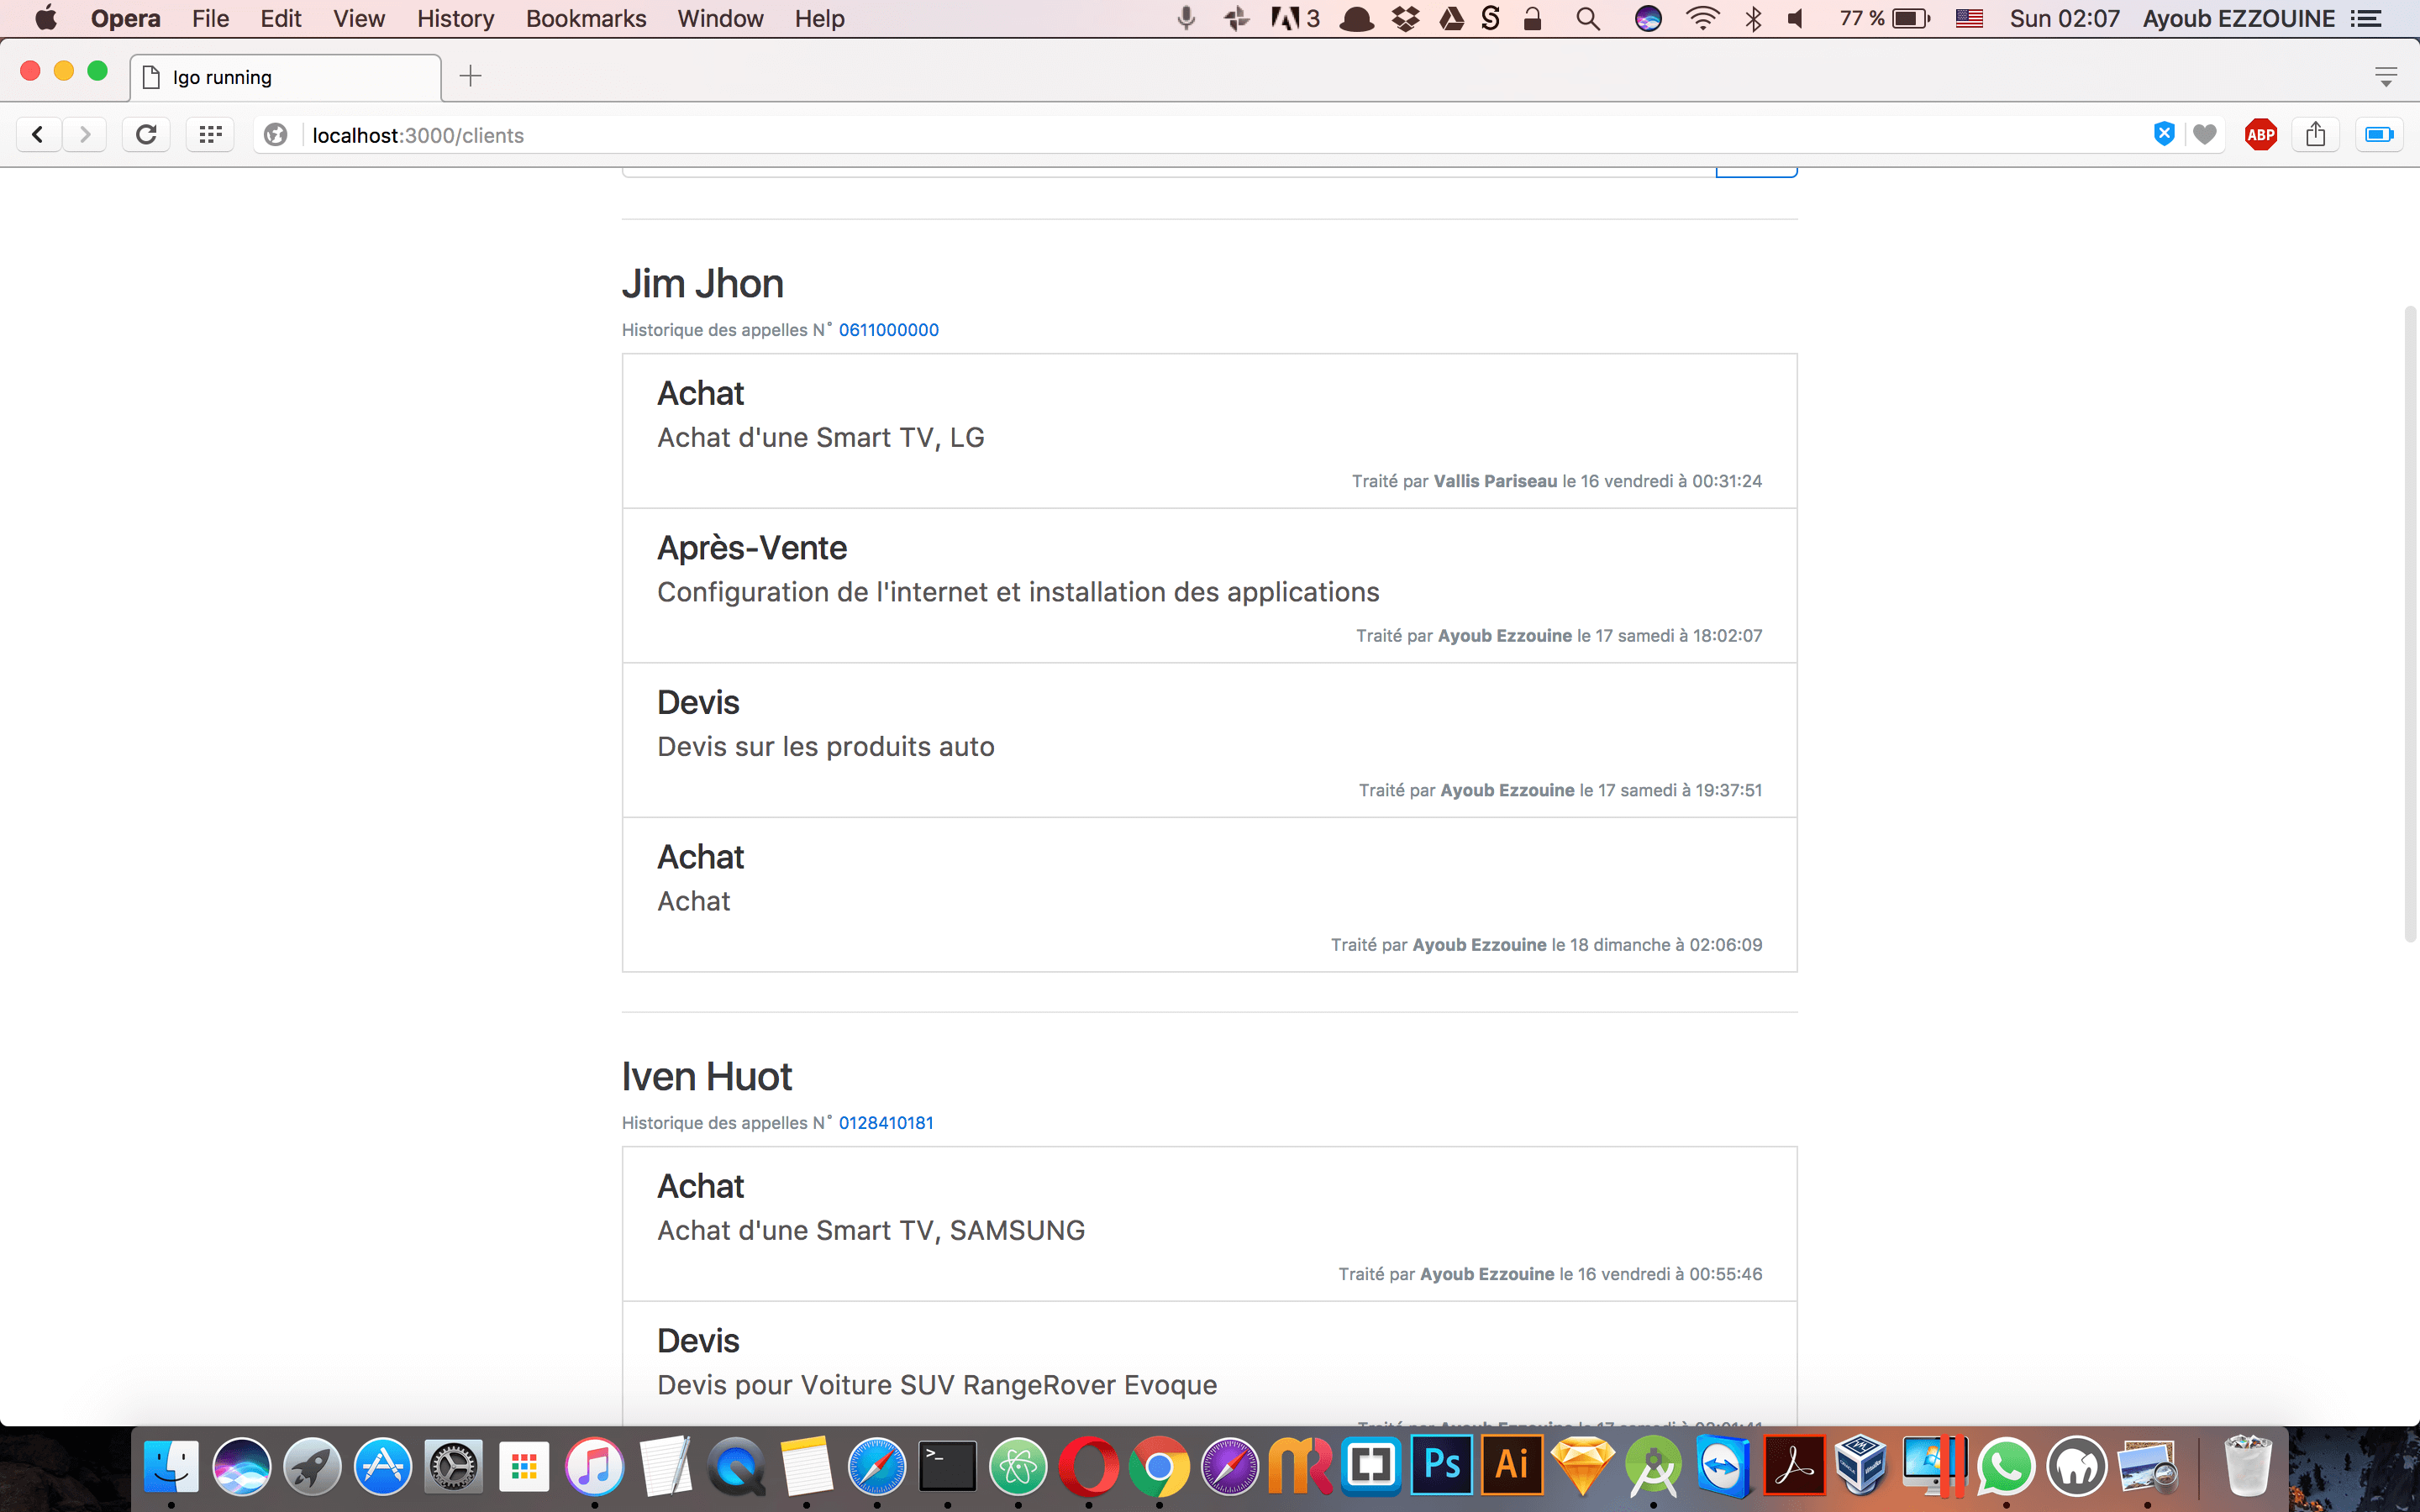 Opera File Edit View History Bookmarks Window Help 3 77 % Sun 02:07 Ayoub EZZOUINE
Igo running
localhost:3000/clients
ABP
Jim Jhon
Historique des appelles N° 0611000000
Achat
Achat d'une Smart TV, LG
Traité par Vallis Pariseau le 16 vendredi à 00:31:24
Après-Vente
Configuration de l'internet et installation des applications
Traité par Ayoub Ezzouine le 17 samedi à 18:02:07
Devis
Devis sur les produits auto
Traité par Ayoub Ezzouine le 17 samedi à 19:37:51
Achat
Achat
Traité par Ayoub Ezzouine le 18 dimanche à 02:06:09
Iven Huot
Historique des appelles N° 0128410181
Achat
Achat d'une Smart TV, SAMSUNG
Traité par Ayoub Ezzouine le 16 vendredi à 00:55:46
Devis
Devis pour Voiture SUV RangeRover Evoque
Ps Ai